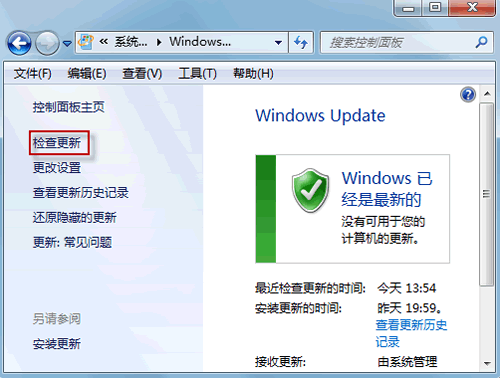 « 系统... ▸ Windows...
搜索控制面板
文件(F) 编辑(E) 查看(V) 工具(T) 帮助(H)
控制面板主页
检查更新
更改设置
查看更新历史记录
还原隐藏的更新
更新: 常见问题
另请参阅
安装更新
Windows Update
Windows 已
经是最新的
没有可用于您的
计算机的更新。
最近检查更新的时间: 今天 13:54
安装更新的时间: 昨天 19:59。
查看更新历史
记录
接收更新: 由系统管理